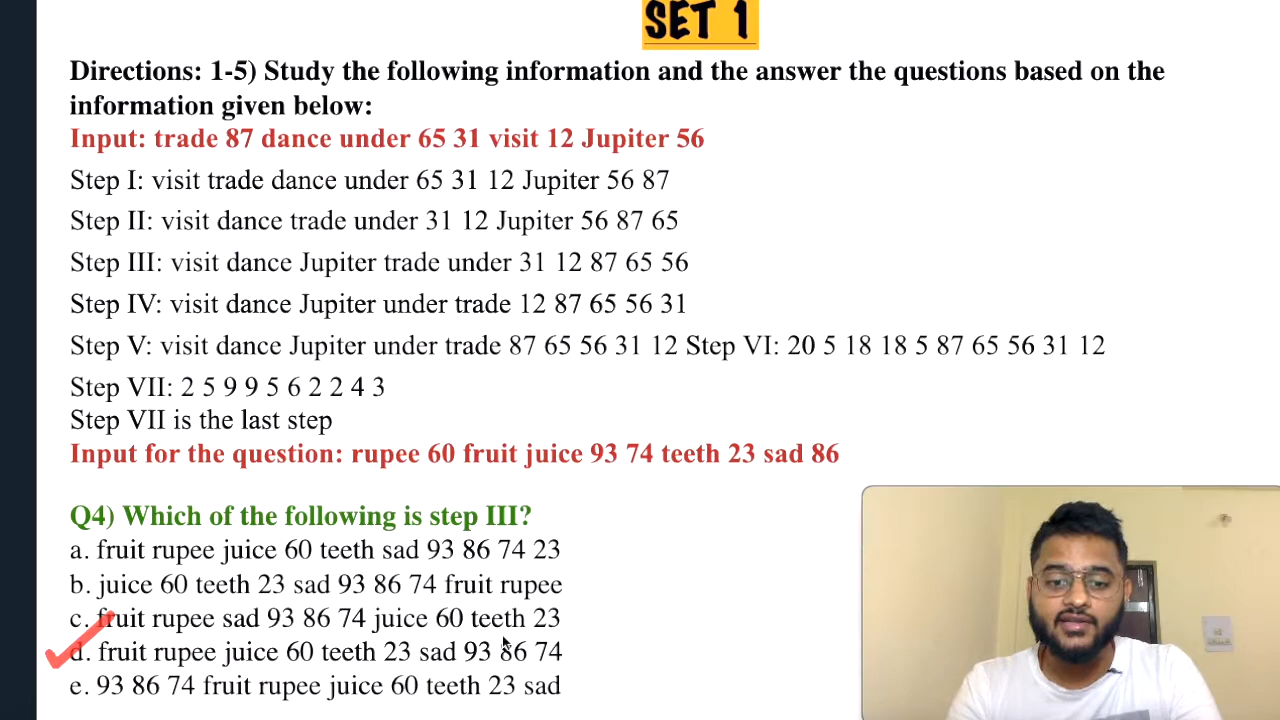 SET 1
Directions: 1-5) Study the following information and the answer the questions based on the
information given below:
Input: trade 87 dance under 65 31 visit 12 Jupiter 56
Step I: visit trade dance under 65 31 12 Jupiter 56 87
Step II: visit dance trade under 31 12 Jupiter 56 87 65
Step III: visit dance Jupiter trade under 31 12 87 65 56
Step IV: visit dance Jupiter under trade 12 87 65 56 31
Step V: visit dance Jupiter under trade 87 65 56 31 12 Step VI: 20 5 18 18 5 87 65 56 31 12
Step VII: 2 5 9 9 5 6 2 2 4 3
Step VII is the last step
Input for the question: rupee 60 fruit juice 93 74 teeth 23 sad 86
Q4) Which of the following is step III?
a. fruit rupee juice 60 teeth sad 93 86 74 23
b. juice 60 teeth 23 sad 93 86 74 fruit rupee
c. fruit rupee sad 93 86 74 juice 60 teeth 23
d. fruit rupee juice 60 teeth 23 sad 93 86 74
e. 93 86 74 fruit rupee juice 60 teeth 23 sad